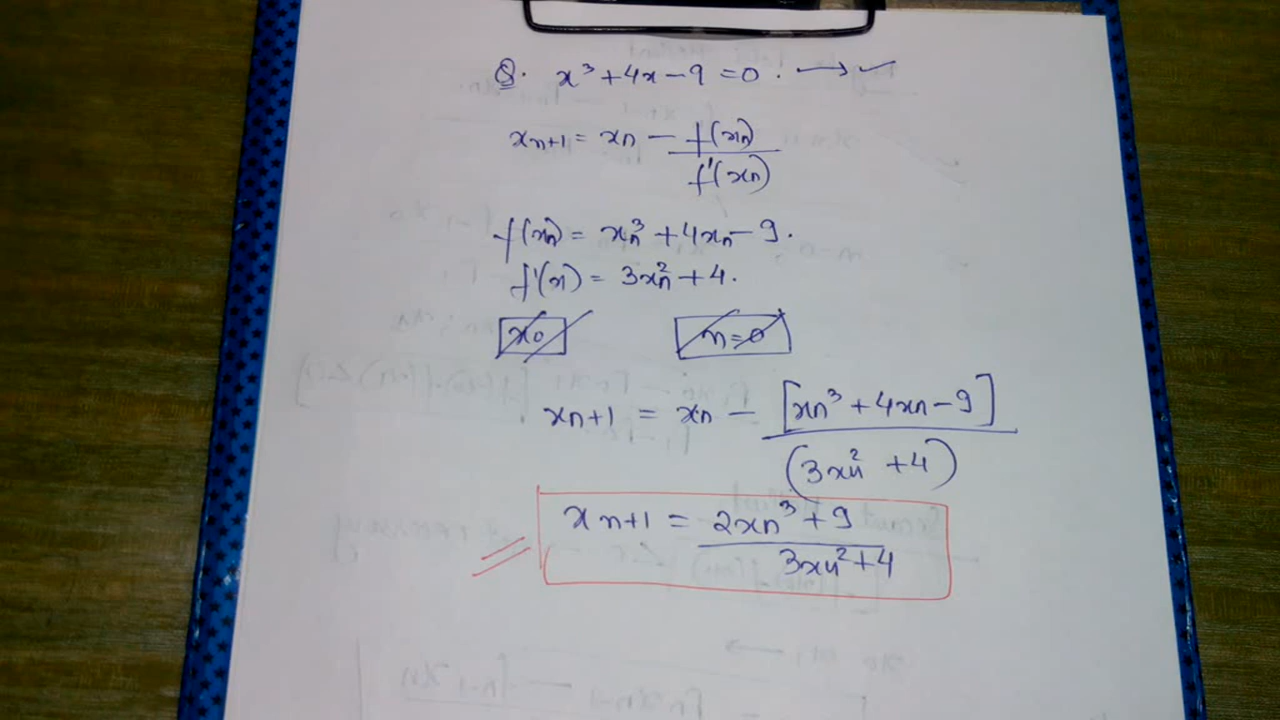 Q. x³ + 4x − 9 = 0. → ✓
xn+1 = xn − f(xn) / f'(xn)
f(xn) = xn³ + 4xn − 9.
f'(x) = 3xn² + 4.
x0 n=0
xn+1 = xn − [xn³ + 4xn − 9] / (3xn² + 4)
xn+1 = 2xn³ + 9 / 3xn² + 4